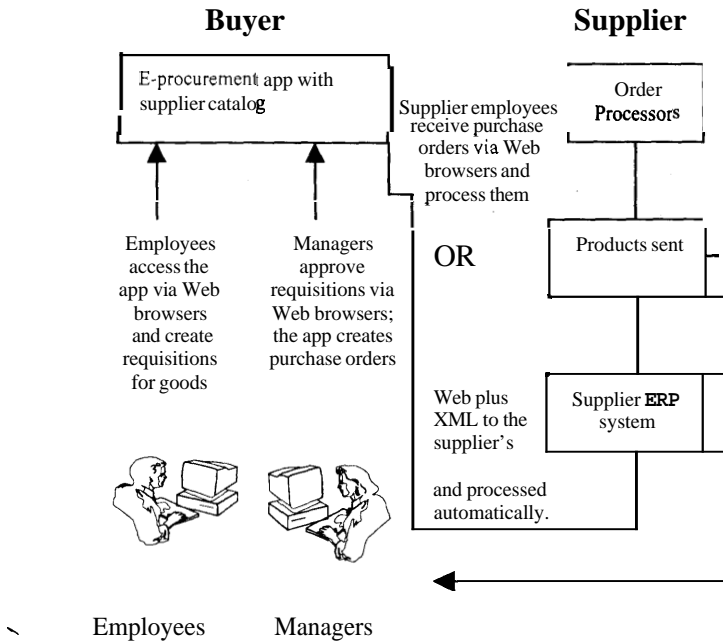 Buyer
Supplier
E-procurement app with
supplier catalog
Supplier employees
receive purchase
orders via Web
browsers and
process them
Order
Processors
Employees
access the
app via Web
browsers
and create
requisitions
for goods
Managers
approve
requisitions via
Web browsers;
the app creates
purchase orders
OR
Products sent
Web plus
XML to the
supplier's
and processed
automatically.
Supplier ERP
system
Employees
Managers